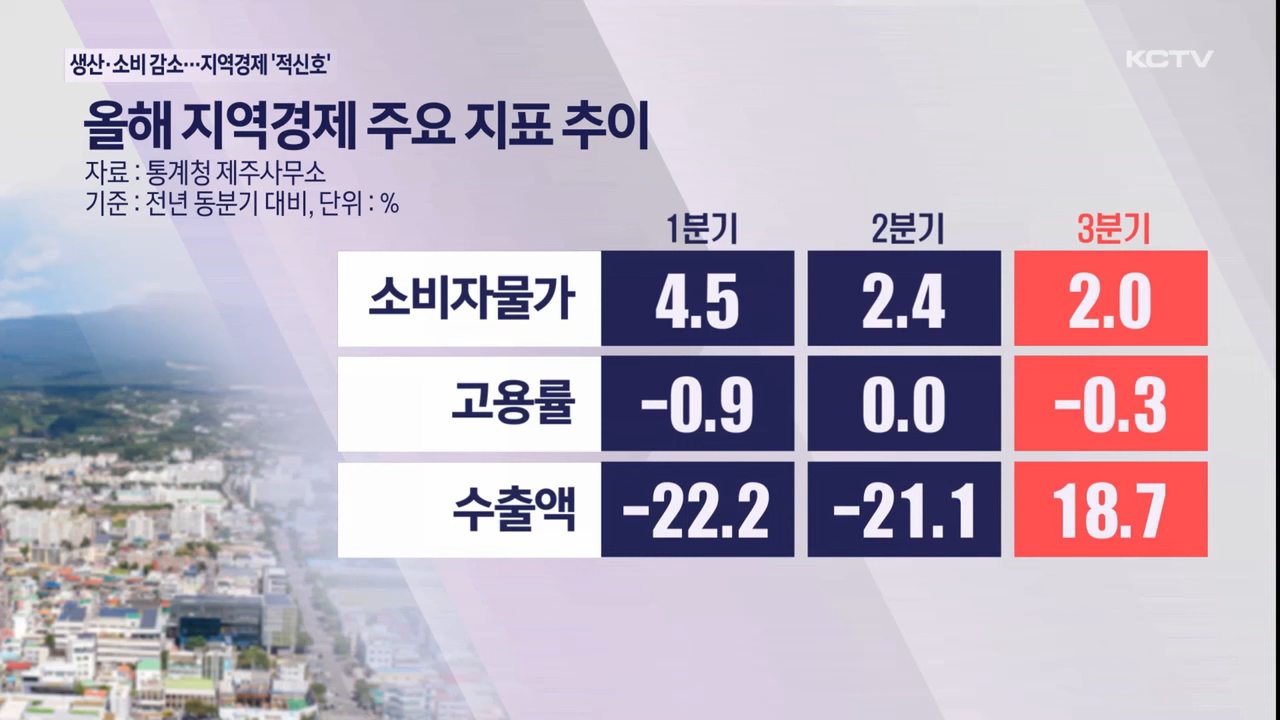 생산·소비 감소…지역경제 '적신호'
KCTV
올해 지역경제 주요 지표 추이
자료 : 통계청 제주사무소
기준 : 전년 동분기 대비, 단위 : %
1분기 2분기 3분기
소비자물가 4.5 2.4 2.0
고용률 -0.9 0.0 -0.3
수출액 -22.2 -21.1 18.7